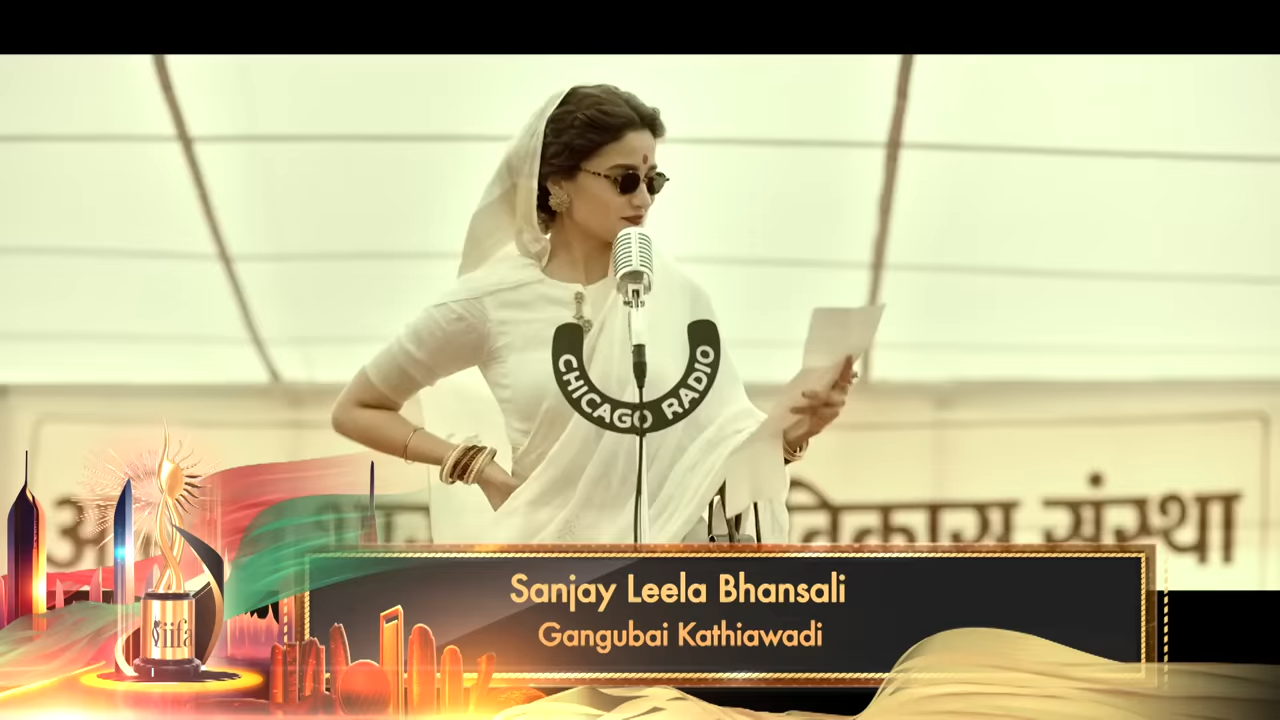 CHICAGO RADIO
विकास संस्था
Sanjay Leela Bhansali
Gangubai Kathiawadi
iifa